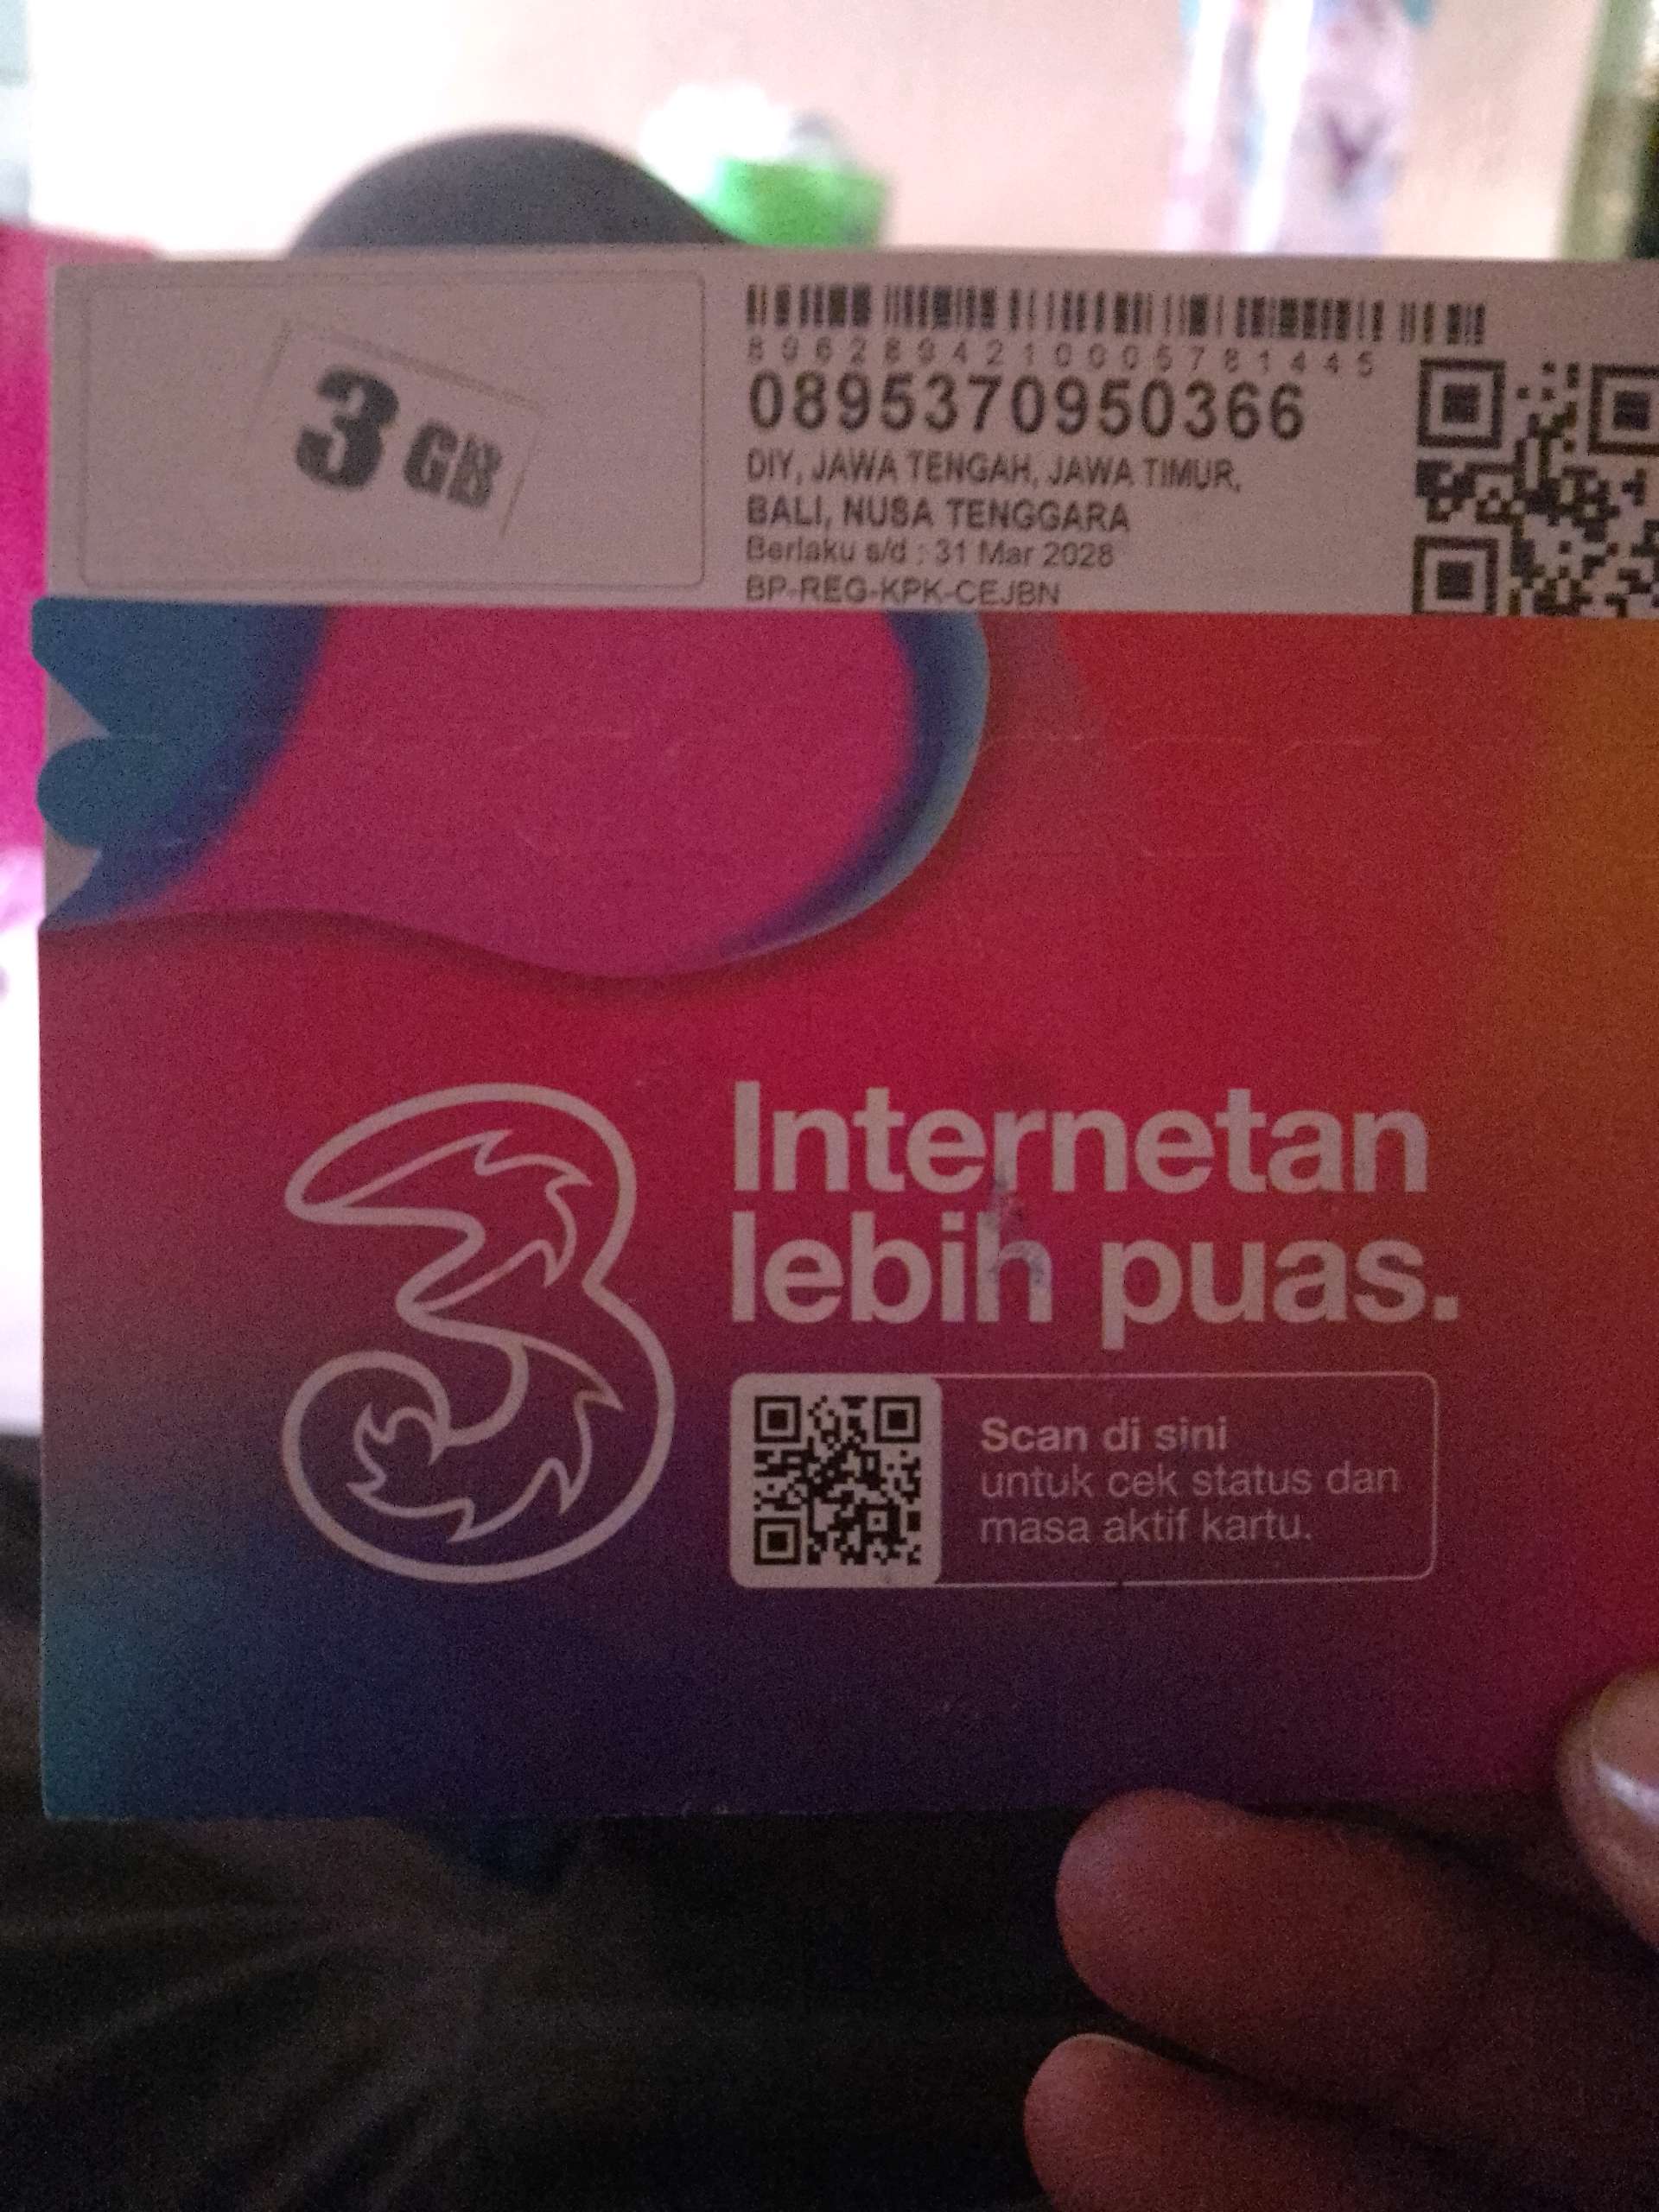 3 GB
8962894210005781445
0895370950366
DIY, JAWA TENGAH, JAWA TIMUR,
BALI, NUSA TENGGARA
Berlaku s/d : 31 Mar 2028
BP-REG-KPK-CEJBN
3
Internetan
lebih puas.
Scan di sini
untuk cek status dan
masa aktif kartu.